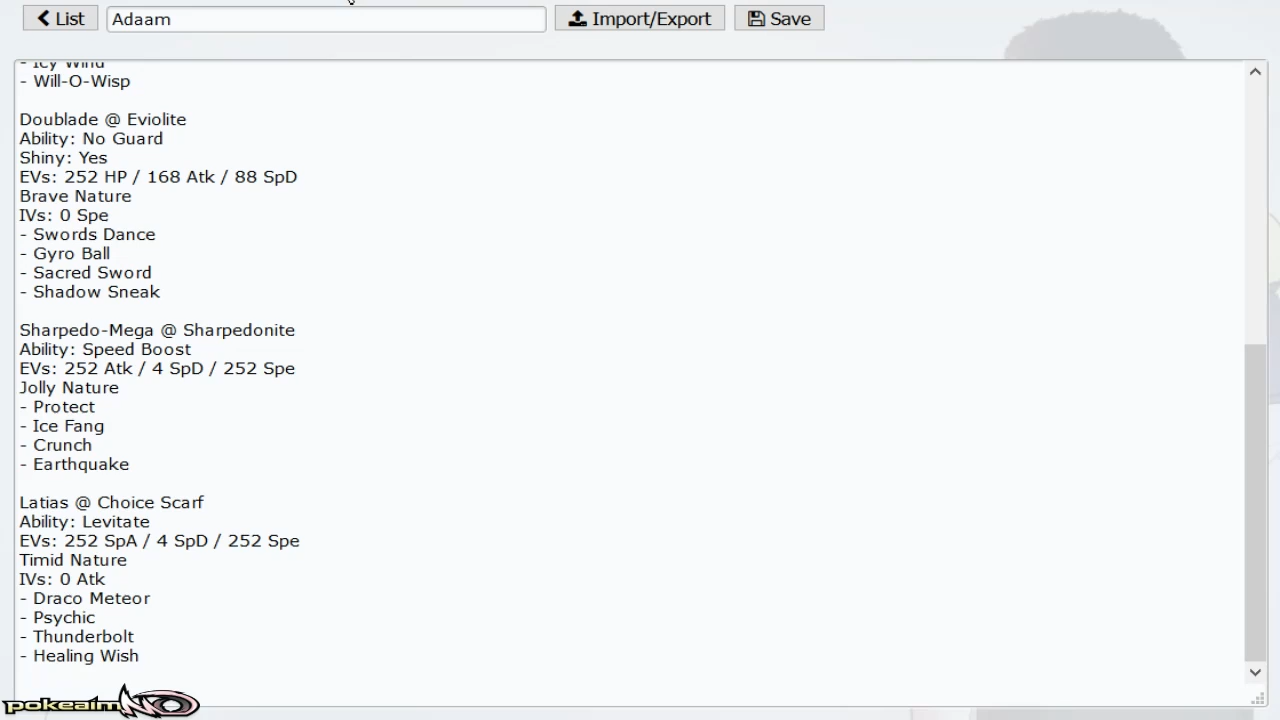 List
Adaam
Import/Export
Save
- Icy Wind
- Will-O-Wisp
Doublade @ Eviolite
Ability: No Guard
Shiny: Yes
EVs: 252 HP / 168 Atk / 88 SpD
Brave Nature
IVs: 0 Spe
- Swords Dance
- Gyro Ball
- Sacred Sword
- Shadow Sneak
Sharpedo-Mega @ Sharpedonite
Ability: Speed Boost
EVs: 252 Atk / 4 SpD / 252 Spe
Jolly Nature
- Protect
- Ice Fang
- Crunch
- Earthquake
Latias @ Choice Scarf
Ability: Levitate
EVs: 252 SpA / 4 SpD / 252 Spe
Timid Nature
IVs: 0 Atk
- Draco Meteor
- Psychic
- Thunderbolt
- Healing Wish
pokeaim